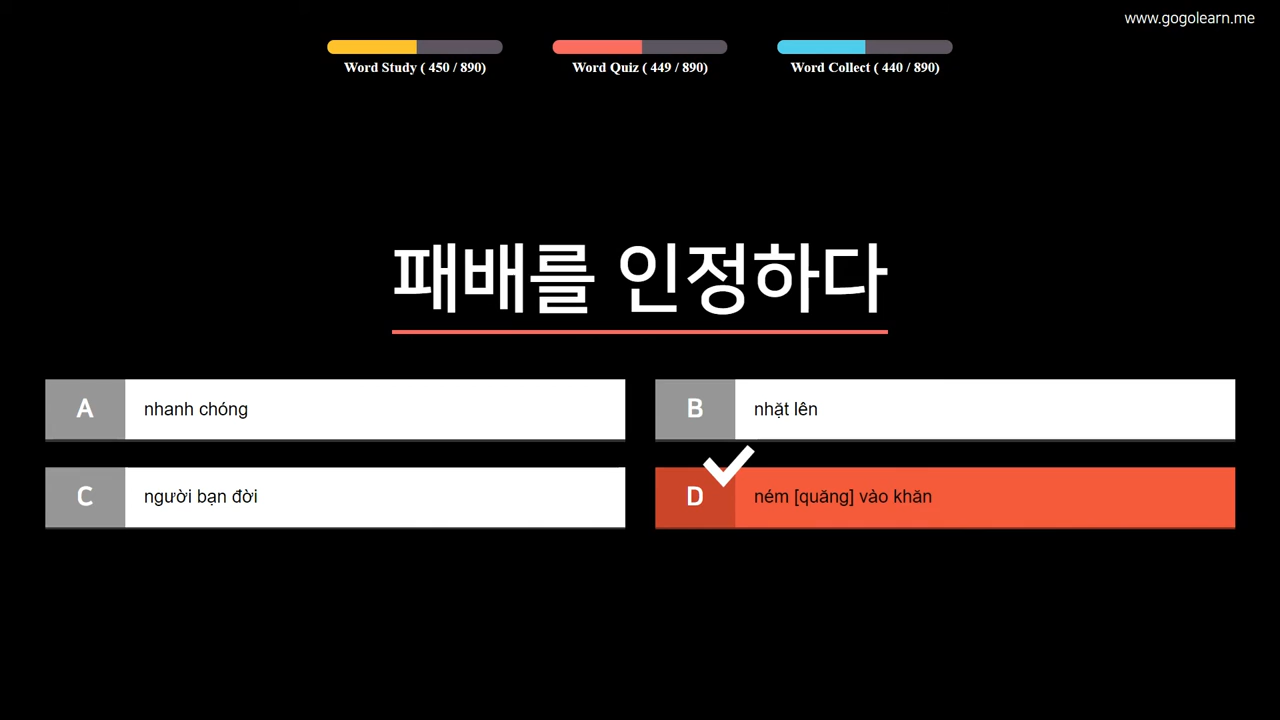 www.gogolearn.me
Word Study ( 450 / 890)
Word Quiz ( 449 / 890)
Word Collect ( 440 / 890)
패배를 인정하다
A nhanh chóng
B nhặt lên
C người bạn đời
D ném [quăng] vào khăn